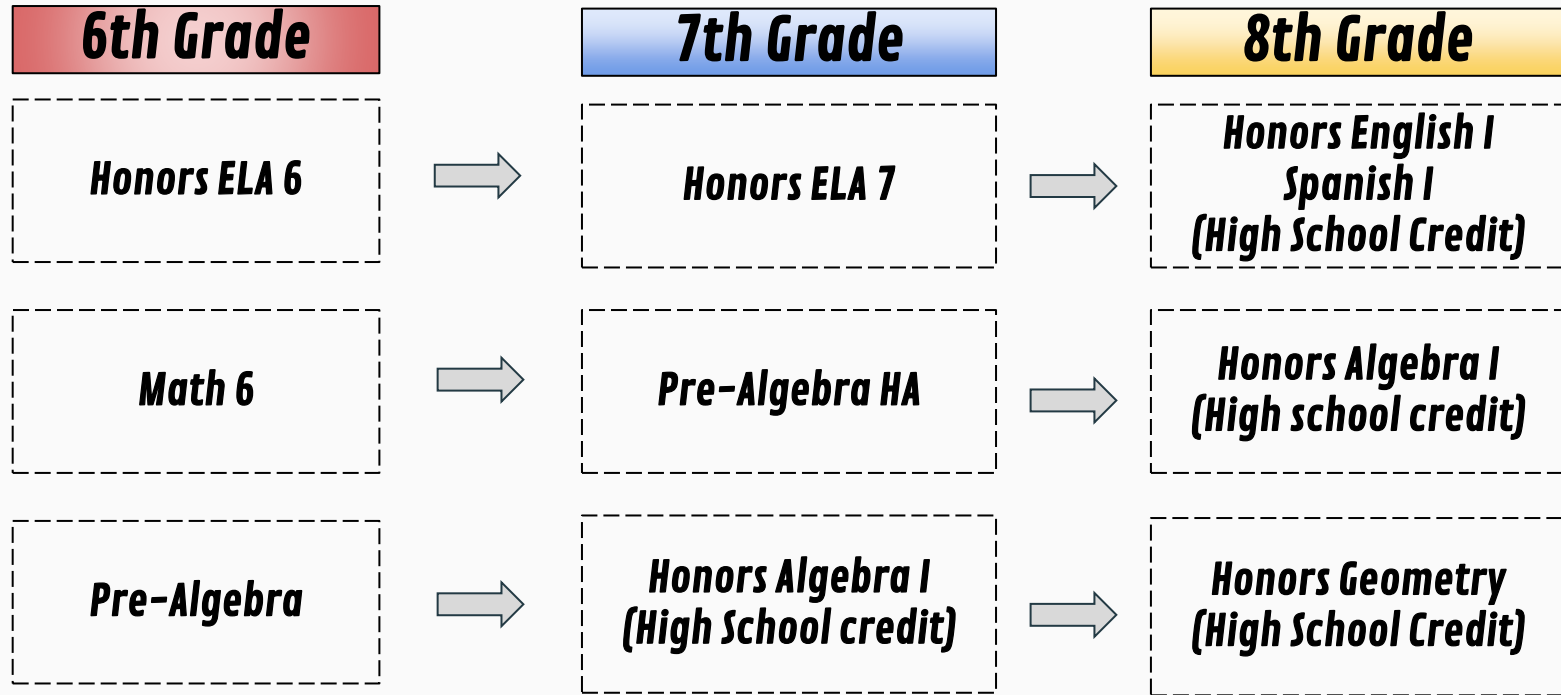 6th Grade
7th Grade
8th Grade
Honors ELA 6
Honors ELA 7
Honors English I
Spanish I
(High School Credit)
Math 6
Pre-Algebra HA
Honors Algebra I
(High school credit)
Pre-Algebra
Honors Algebra I
(High School credit)
Honors Geometry
(High School Credit)